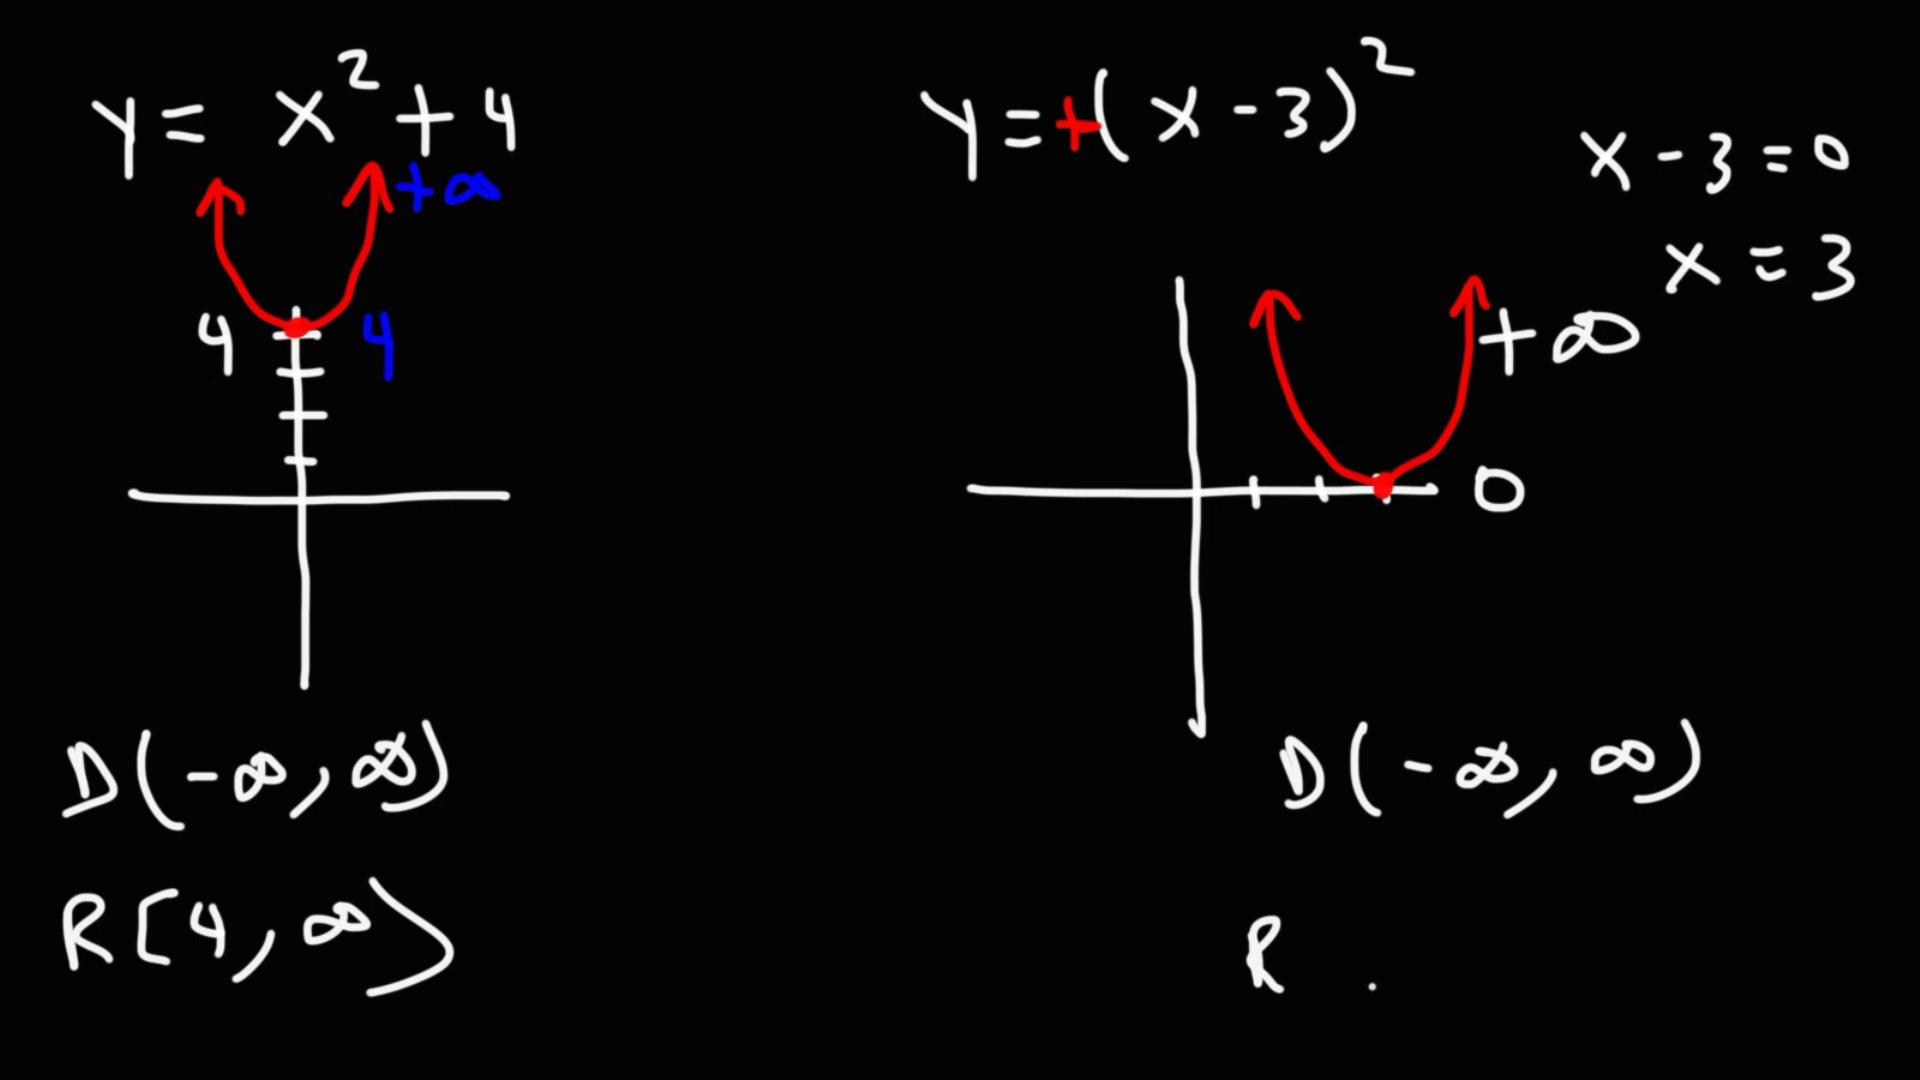 y = x² + 4
+∞
4 4
D(-∞, ∞)
R[4, ∞)
y = +(x - 3)²
x - 3 = 0
x = 3
+∞
0
D(-∞, ∞)
R